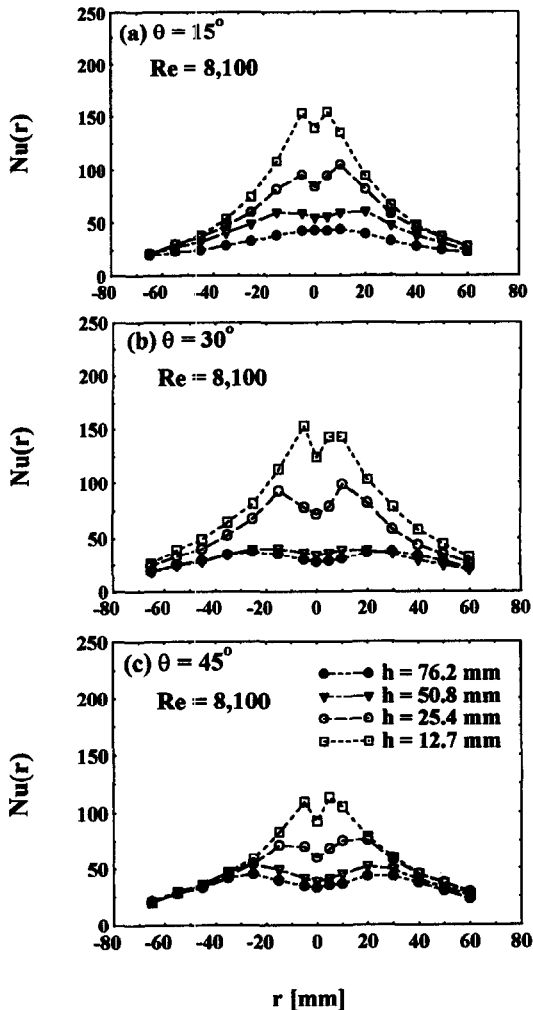 (a) θ = 15°
Re = 8,100
Nu(r)
250
200
150
100
50
0
-80 -60 -40 -20 0 20 40 60 80
(b) θ = 30°
Re = 8,100
Nu(r)
250
200
150
100
50
0
-80 -60 -40 -20 0 20 40 60 80
(c) θ = 45°
Re = 8,100
h = 76.2 mm
h = 50.8 mm
h = 25.4 mm
h = 12.7 mm
Nu(r)
250
200
150
100
50
0
-80 -60 -40 -20 0 20 40 60 80
r [mm]